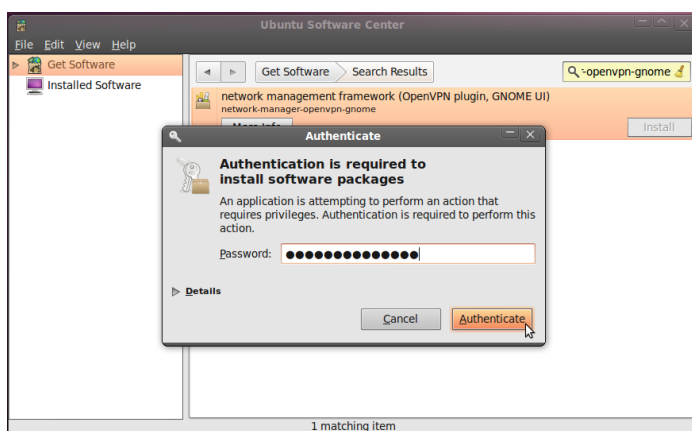 Ubuntu Software Center
File Edit View Help
Get Software
Installed Software
Get Software
Search Results
-openvpn-gnome
network management framework (OpenVPN plugin, GNOME UI)
network-manager-openvpn-gnome
More Info
Install
Authenticate
Authentication is required to
install software packages
An application is attempting to perform an action that
requires privileges. Authentication is required to perform this
action.
Password: ●●●●●●●●●●●●●●
Details
Cancel
Authenticate
1 matching item